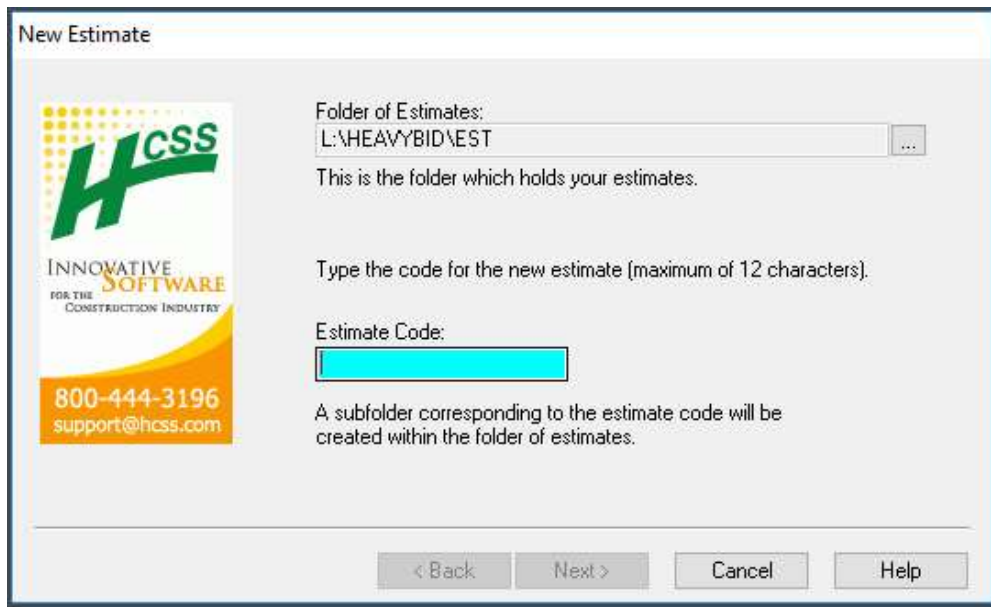 New Estimate
HCSS
INNOVATIVE
SOFTWARE
FOR THE
CONSTRUCTION INDUSTRY
800-444-3196
support@hcss.com
Folder of Estimates:
L:\HEAVYBID\EST
...
This is the folder which holds your estimates.
Type the code for the new estimate (maximum of 12 characters).
Estimate Code:
A subfolder corresponding to the estimate code will be
created within the folder of estimates.
< Back
Next >
Cancel
Help